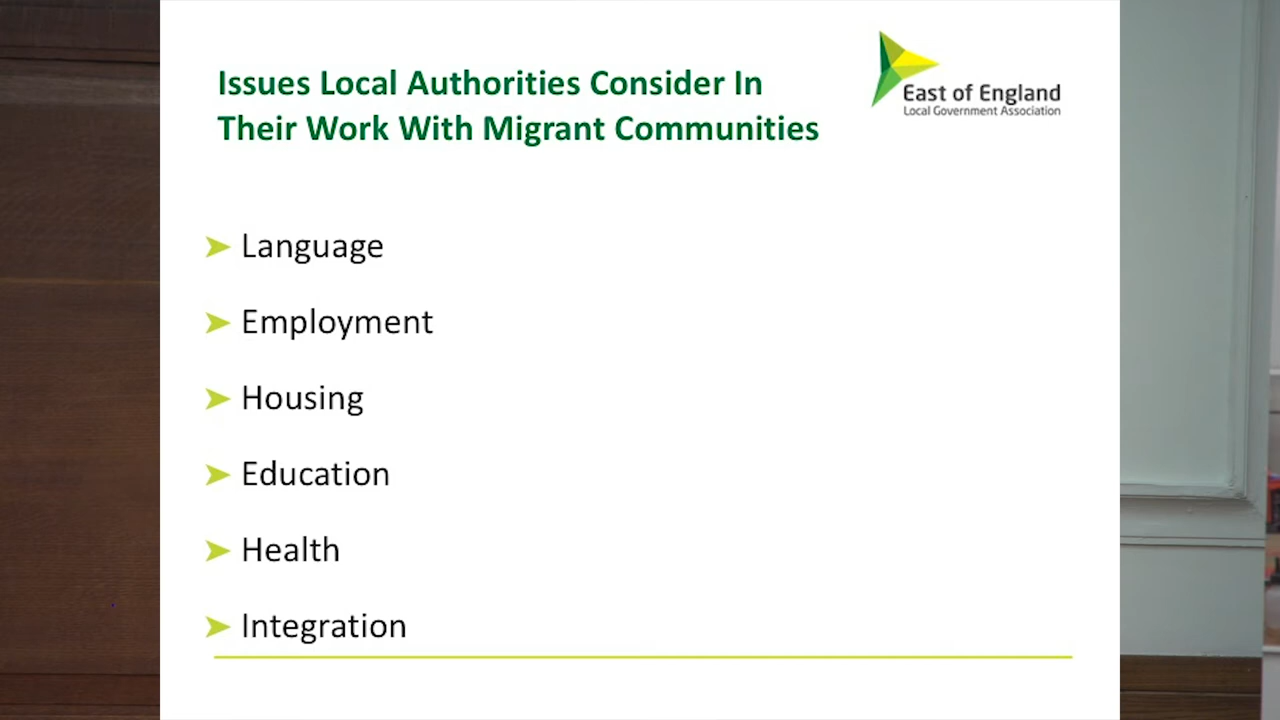 Issues Local Authorities Consider In
Their Work With Migrant Communities
East of England
Local Government Association
Language
Employment
Housing
Education
Health
Integration